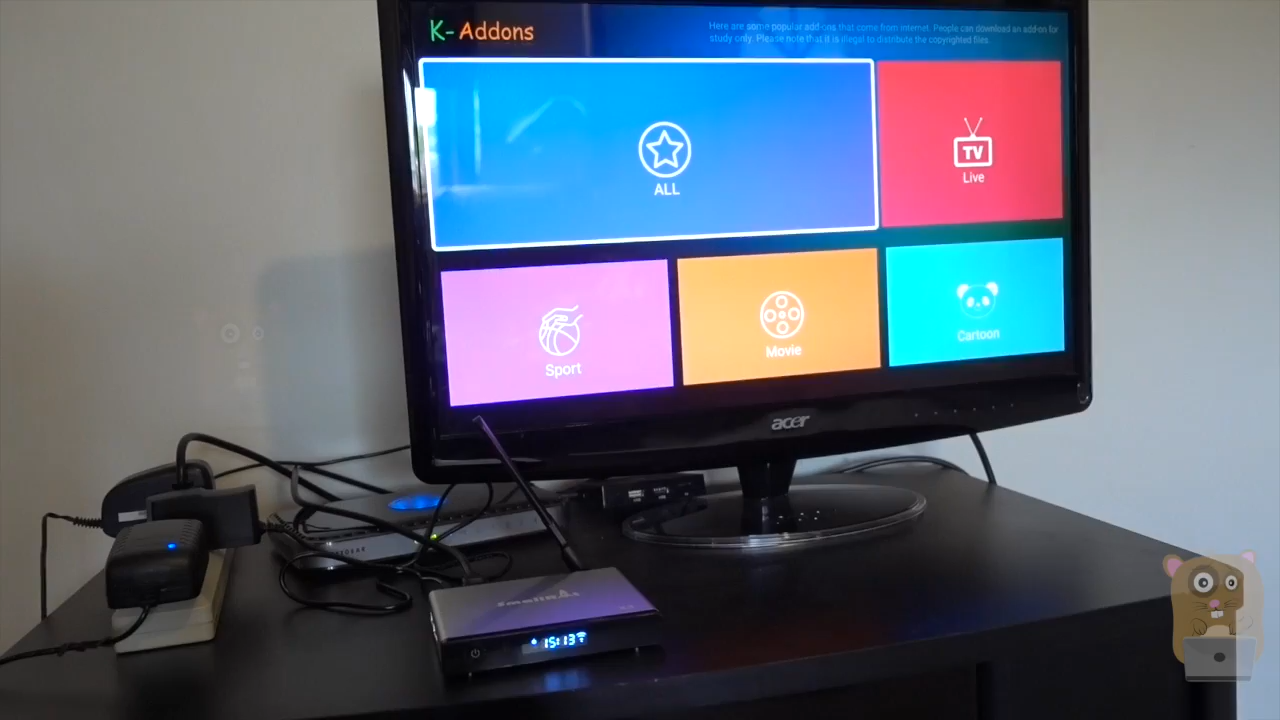 K-Addons
Here are some popular add-ons that come from internet. People can download an add-on for
study only. Please note that it is illegal to distribute the copyrighted files.
ALL
TV
Live
Sport
Movie
Cartoon
acer
15:13